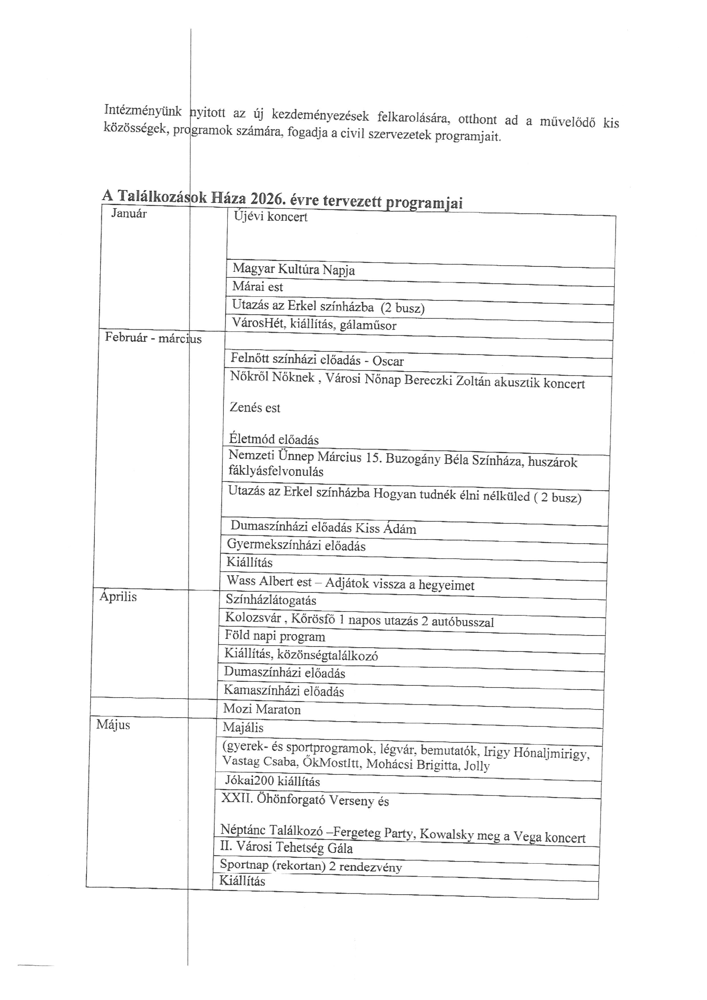 Intézményünk nyitott az új kezdeményezések felkarolására, otthont ad a művelődő kis
közösségek, programok számára, fogadja a civil szervezetek programjait.
A Találkozások Háza 2026. évre tervezett programjai
Január
Újévi koncert
Magyar Kultúra Napja
Márai est
Utazás az Erkel színházba (2 busz)
VárosHét, kiállítás, gálaműsor
Február - március
Felnőtt színházi előadás - Oscar
Nőkről Nőknek , Városi Nőnap Bereczki Zoltán akusztik koncert
Zenés est
Életmód előadás
Nemzeti Ünnep Március 15. Buzogány Béla Színháza, huszárok
fáklyásfelvonulás
Utazás az Erkel színházba Hogyan tudnék élni nélküled ( 2 busz)
Dumaszínházi előadás Kiss Ádám
Gyermekszínházi előadás
Kiállítás
Wass Albert est – Adjátok vissza a hegyeimet
Április
Színházlátogatás
Kolozsvár , Kőrösfő 1 napos utazás 2 autóbusszal
Föld napi program
Kiállítás, közönségtalálkozó
Dumaszínházi előadás
Kamaszínházi előadás
Mozi Maraton
Május
Majális
(gyerek- és sportprogramok, légvár, bemutatók, Irigy Hónaljmirigy,
Vastag Csaba, ŐkMostItt, Mohácsi Brigitta, Jolly
Jókai200 kiállítás
XXII. Öhönforgató Verseny és
Néptánc Találkozó –Fergeteg Party, Kowalsky meg a Vega koncert
II. Városi Tehetség Gála
Sportnap (rekortan) 2 rendezvény
Kiállítás